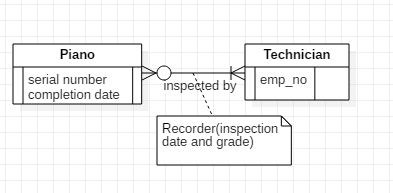 Piano
serial number
completion date
Technician
emp_no
inspected by
Recorder(inspection
date and grade)